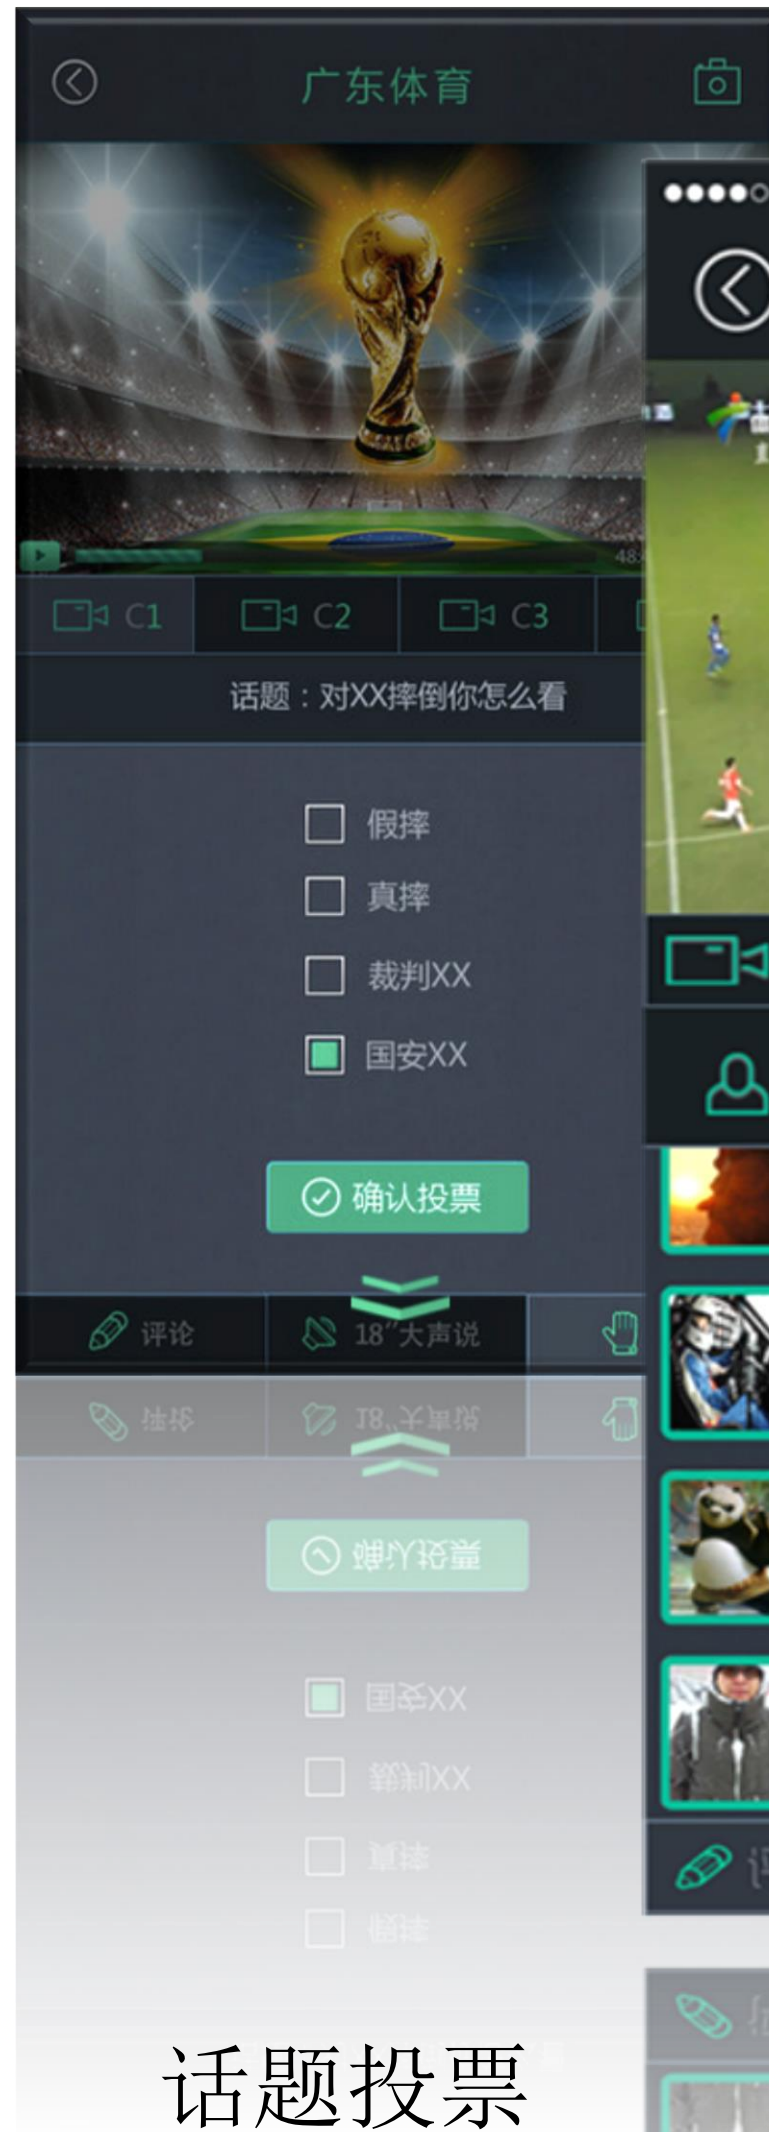 广东体育
48:
C1
C2
C3
话题：对XX摔倒你怎么看
假摔
真摔
裁判XX
国安XX
确认投票
评论
18″大声说
话题投票